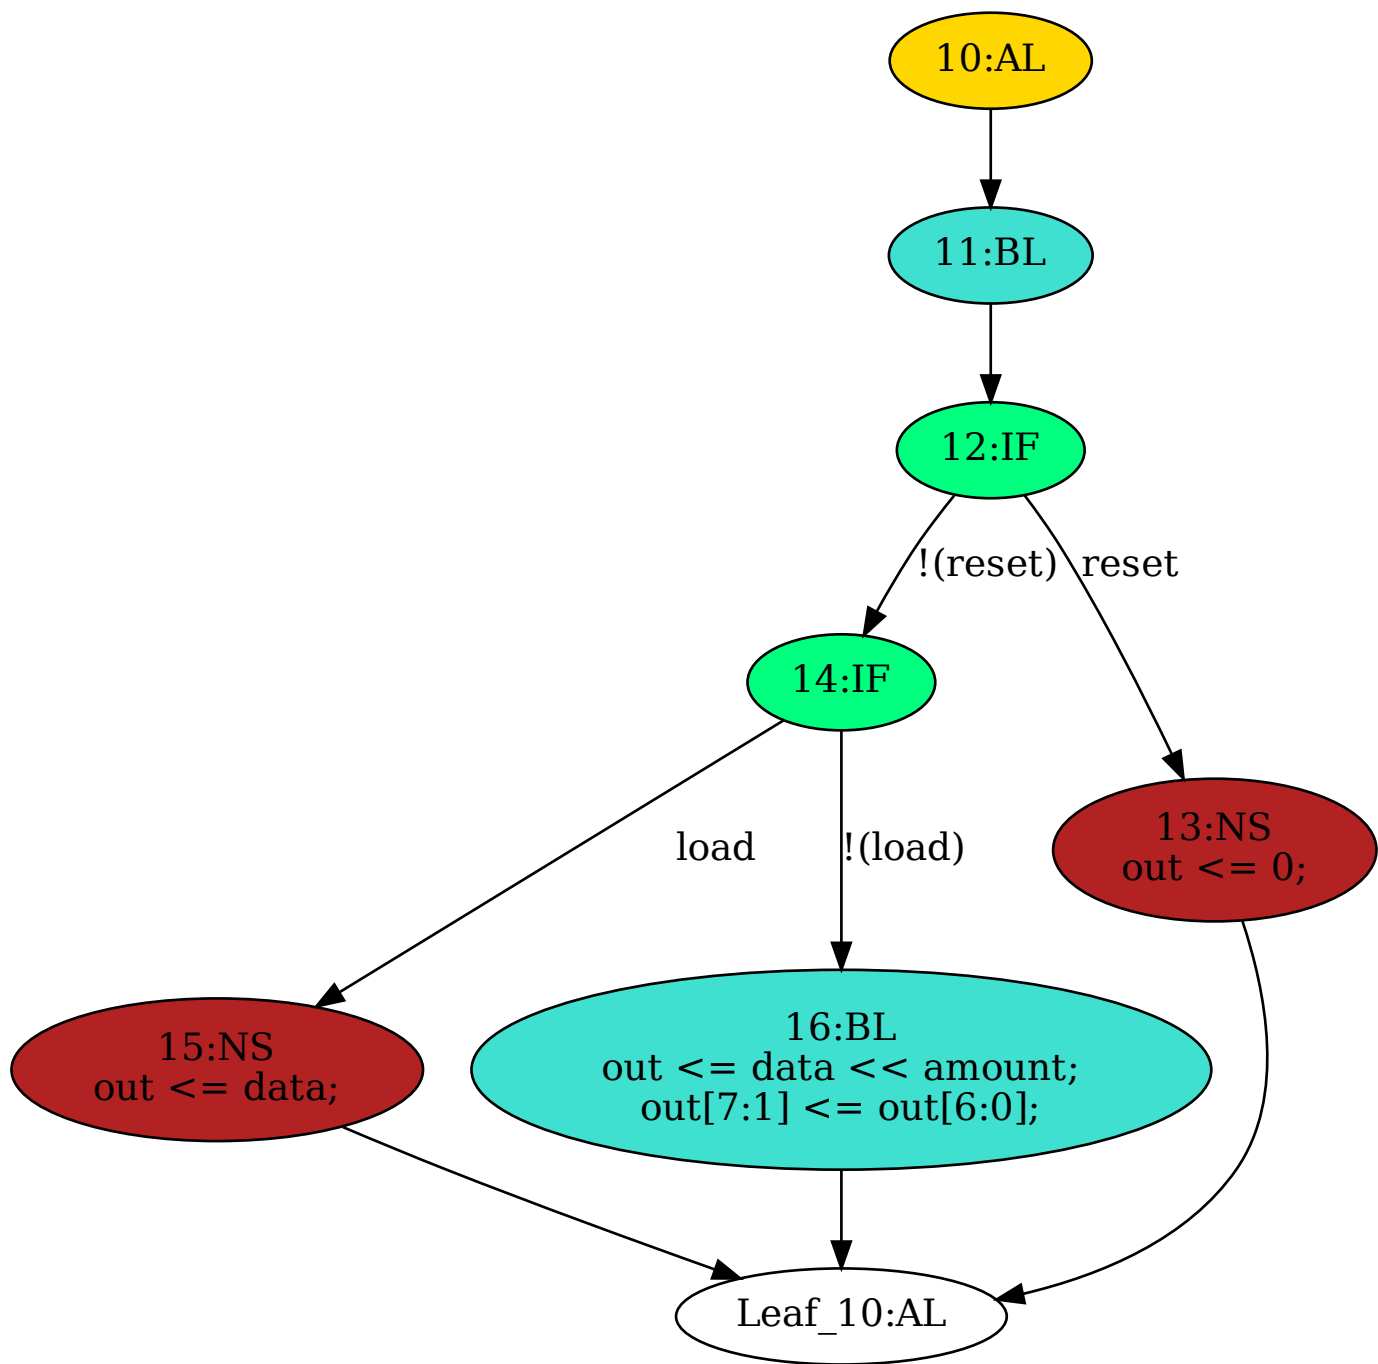 10:AL
11:BL
12:IF
!(reset)
reset
14:IF
load
!(load)
13:NS
out <= 0;
15:NS
out <= data;
16:BL
out <= data << amount;
out[7:1] <= out[6:0];
Leaf_10:AL